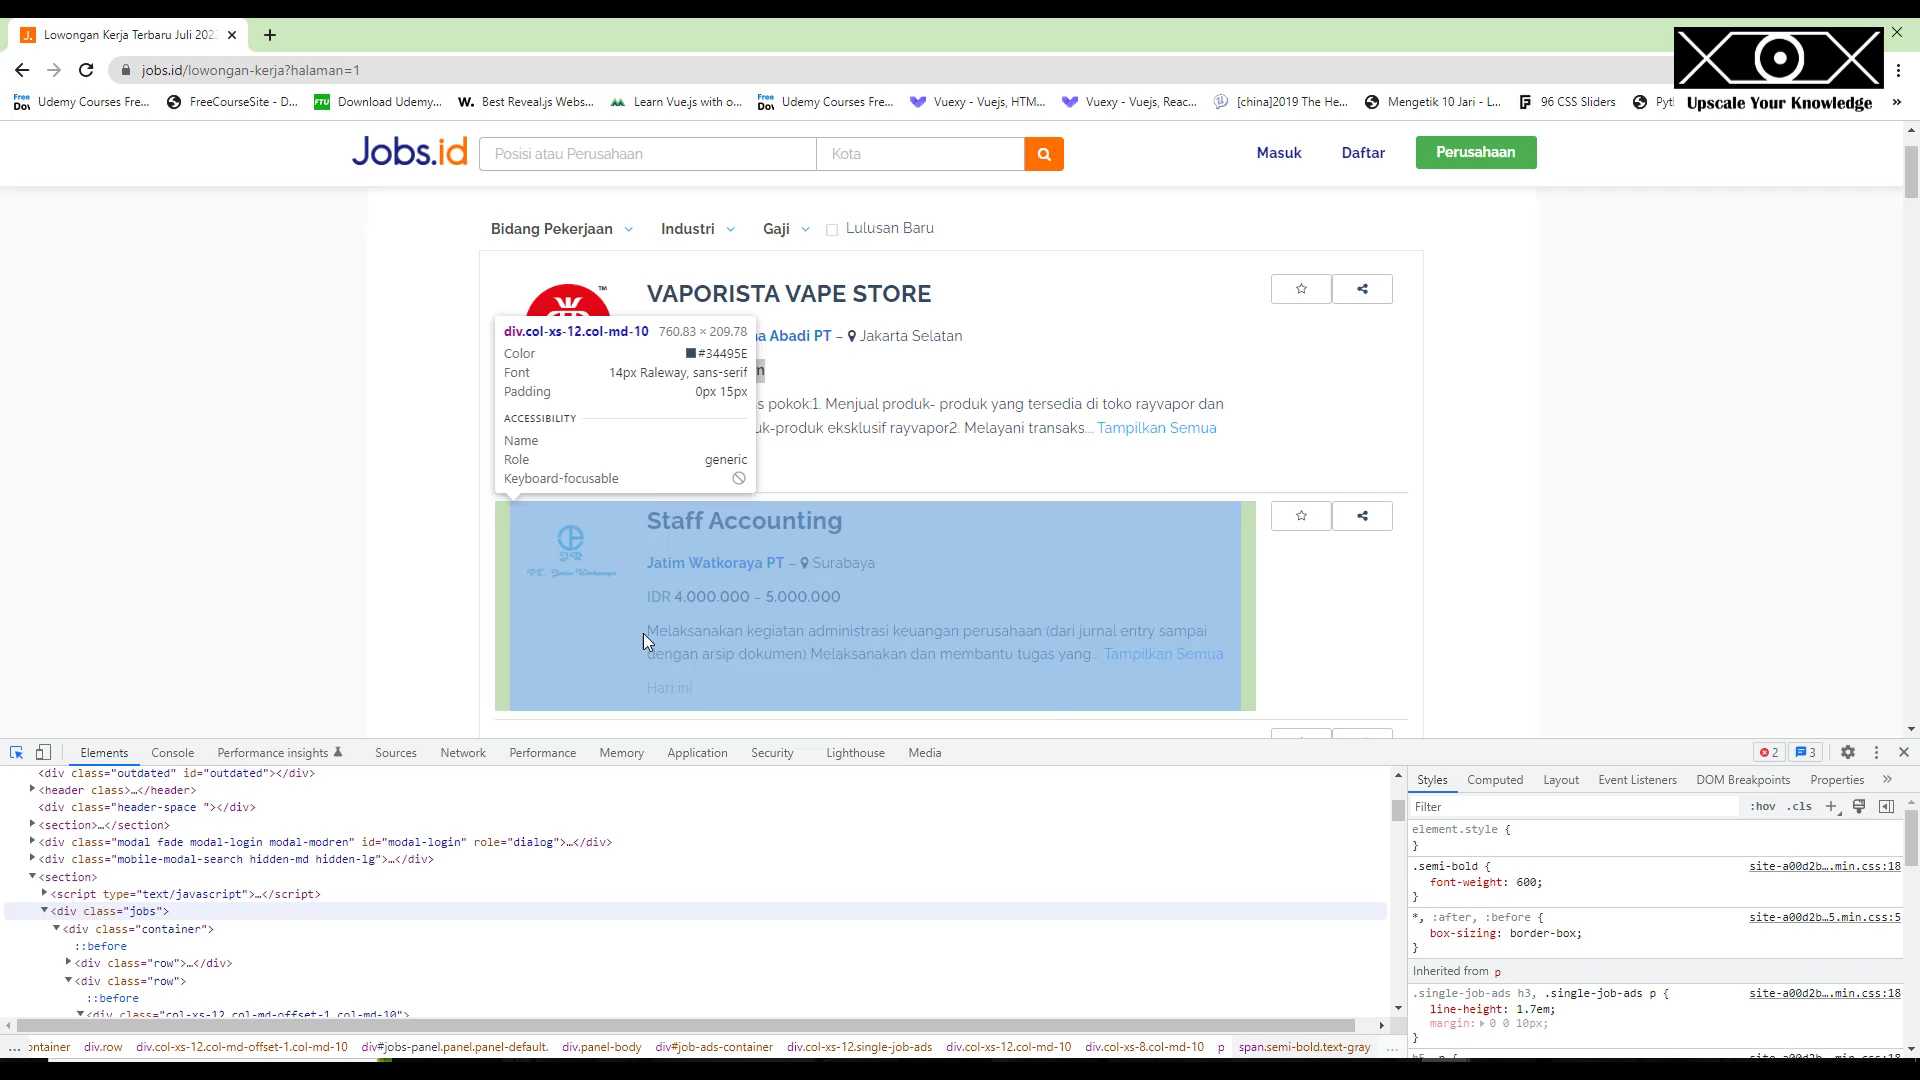 Lowongan Kerja Terbaru Juli 202
jobs.id/lowongan-kerja?halaman=1
Udemy Courses Fre...
FreeCourseSite - D...
Download Udemy...
Best Reveal.js Webs...
Learn Vue.js with o...
Udemy Courses Fre...
Vuexy - Vuejs, HTM...
Vuexy - Vuejs, Reac...
[china]2019 The He...
Mengetik 10 Jari - L...
96 CSS Sliders
Upscale Your Knowledge
Jobs.id
Posisi atau Perusahaan
Kota
Masuk
Daftar
Perusahaan
Bidang Pekerjaan
Industri
Gaji
Lulusan Baru
VAPORISTA VAPE STORE
Abadi PT – Jakarta Selatan
pokok:1. Menjual produk- produk yang tersedia di toko rayvapor dan
uk-produk eksklusif rayvapor2. Melayani transaks... Tampilkan Semua
div.col-xs-12.col-md-10 760.83 × 209.78
Color #34495E
Font 14px Raleway, sans-serif
Padding 0px 15px
ACCESSIBILITY
Name
Role generic
Keyboard-focusable
Staff Accounting
Jatim Watkoraya PT – Surabaya
IDR 4.000.000 – 5.000.000
Melaksanakan kegiatan administrasi keuangan perusahaan (dari jurnal entry sampai
dengan arsip dokumen) Melaksanakan dan membantu tugas yang... Tampilkan Semua
Hari ini
Elements Console Performance insights Sources Network Performance Memory Application Security Lighthouse Media 2 3
<div class="outdated" id="outdated"></div>
<header class>…</header>
<div class="header-space "></div>
<section>…</section>
<div class="modal fade modal-login modal-modren" id="modal-login" role="dialog">…</div>
<div class="mobile-modal-search hidden-md hidden-lg">…</div>
<section>
<script type="text/javascript">…</script>
<div class="jobs">
<div class="container">
::before
<div class="row">…</div>
<div class="row">
::before
<div class="col-xs-12 col-md-offset-1 col-md-10">
... ontainer div.row div.col-xs-12.col-md-offset-1.col-md-10 div#jobs-panel.panel.panel-default. div.panel-body div#job-ads-container div.col-xs-12.single-job-ads div.col-xs-12.col-md-10 div.col-xs-8.col-md-10 p span.semi-bold.text-gray ...
Styles Computed Layout Event Listeners DOM Breakpoints Properties
Filter :hov .cls
element.style {
}
.semi-bold { site-a00d2b….min.css:18
font-weight: 600;
}
*, :after, :before { site-a00d2b…5.min.css:5
box-sizing: border-box;
}
Inherited from p
.single-job-ads h3, .single-job-ads p { site-a00d2b….min.css:18
line-height: 1.7em;
margin: 0 0 10px;
}